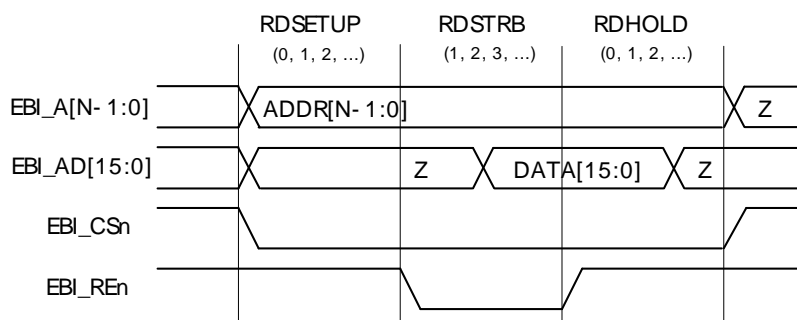 RDSETUP RDSTRB RDHOLD
(0, 1, 2, ...) (1, 2, 3, ...) (0, 1, 2, ...)
EBI_A[N-1:0] ADDR[N-1:0] Z
EBI_AD[15:0] Z DATA[15:0] Z
EBI_CSn
EBI_REn